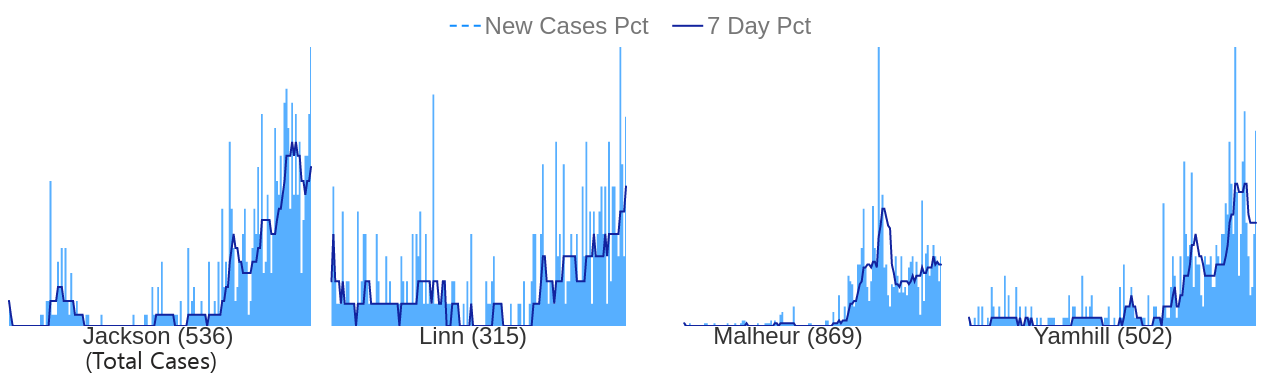 New Cases Pct 7 Day Pct
Jackson (536) Linn (315) Malheur (869) Yamhill (502)
(Total Cases)